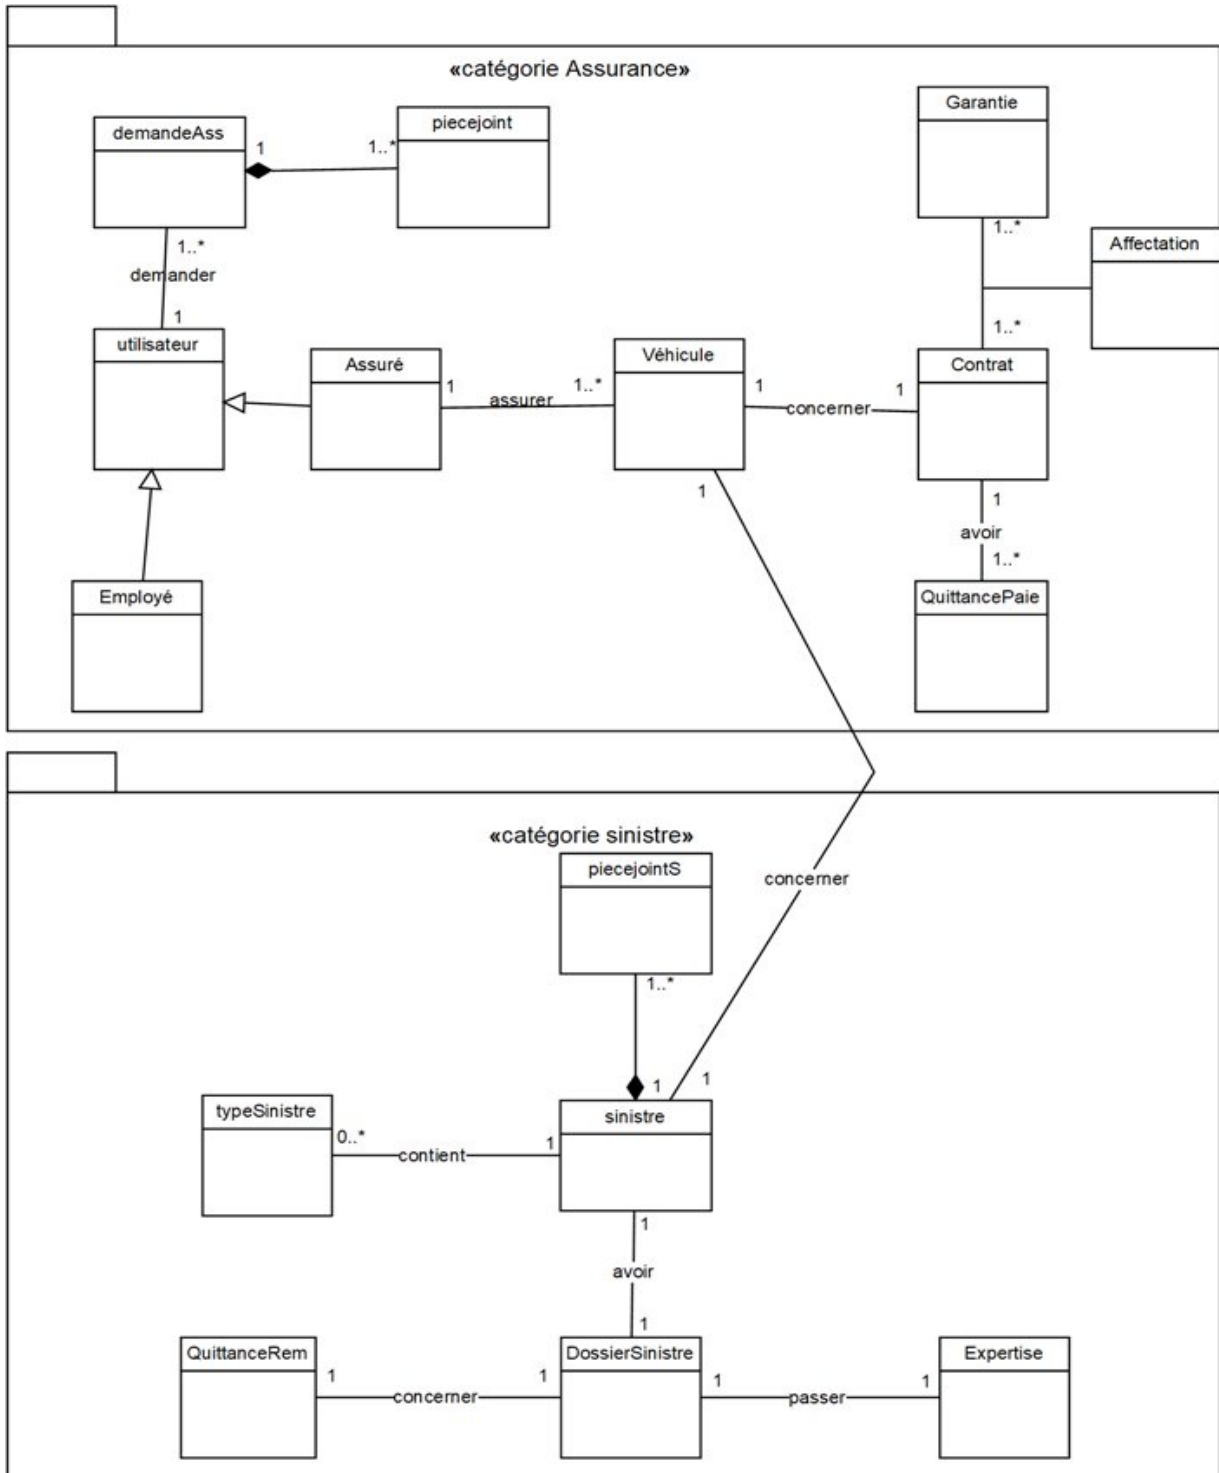 «catégorie Assurance»
demandeAss
1
1..*
piecejoint
Garantie
1..*
Affectation
1..*
demander
1
1..*
utilisateur
Assuré
1
assurer
1..*
Véhicule
1
concerner
1
Contrat
1
1
avoir
1..*
Employé
QuittancePaie
«catégorie sinistre»
piecejointS
concerner
1..*
1
1
typeSinistre
0..*
contient
1
sinistre
1
avoir
1
QuittanceRem
1
concerner
1
DossierSinistre
1
passer
1
Expertise